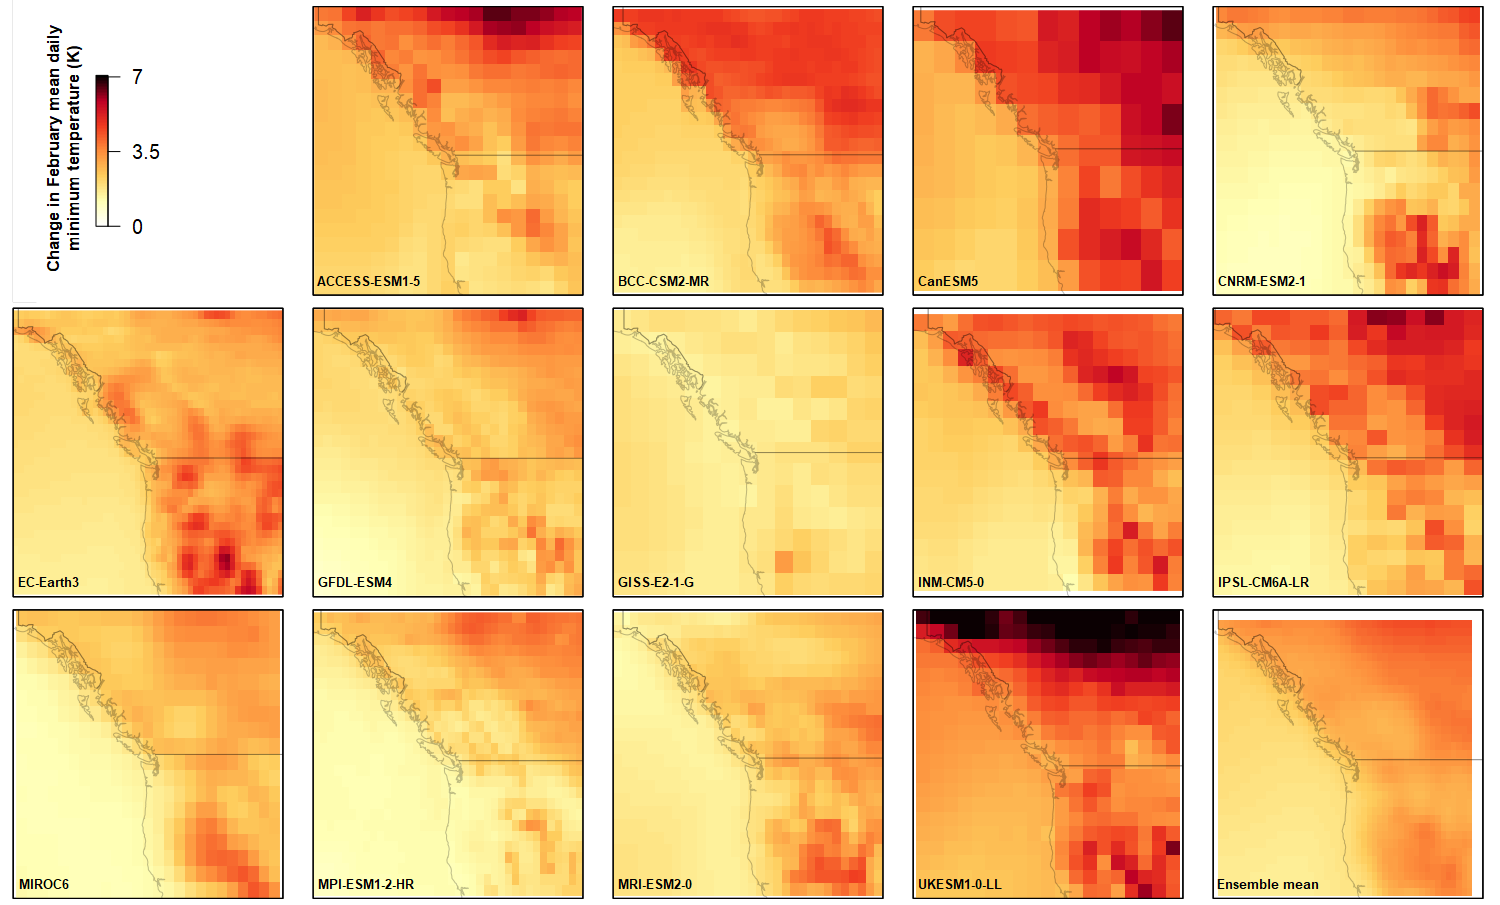 Change in February mean daily
minimum temperature (K)
7
3.5
0
ACCESS-ESM1-5
BCC-CSM2-MR
CanESM5
CNRM-ESM2-1
EC-Earth3
GFDL-ESM4
GISS-E2-1-G
INM-CM5-0
IPSL-CM6A-LR
MIROC6
MPI-ESM1-2-HR
MRI-ESM2-0
UKESM1-0-LL
Ensemble mean